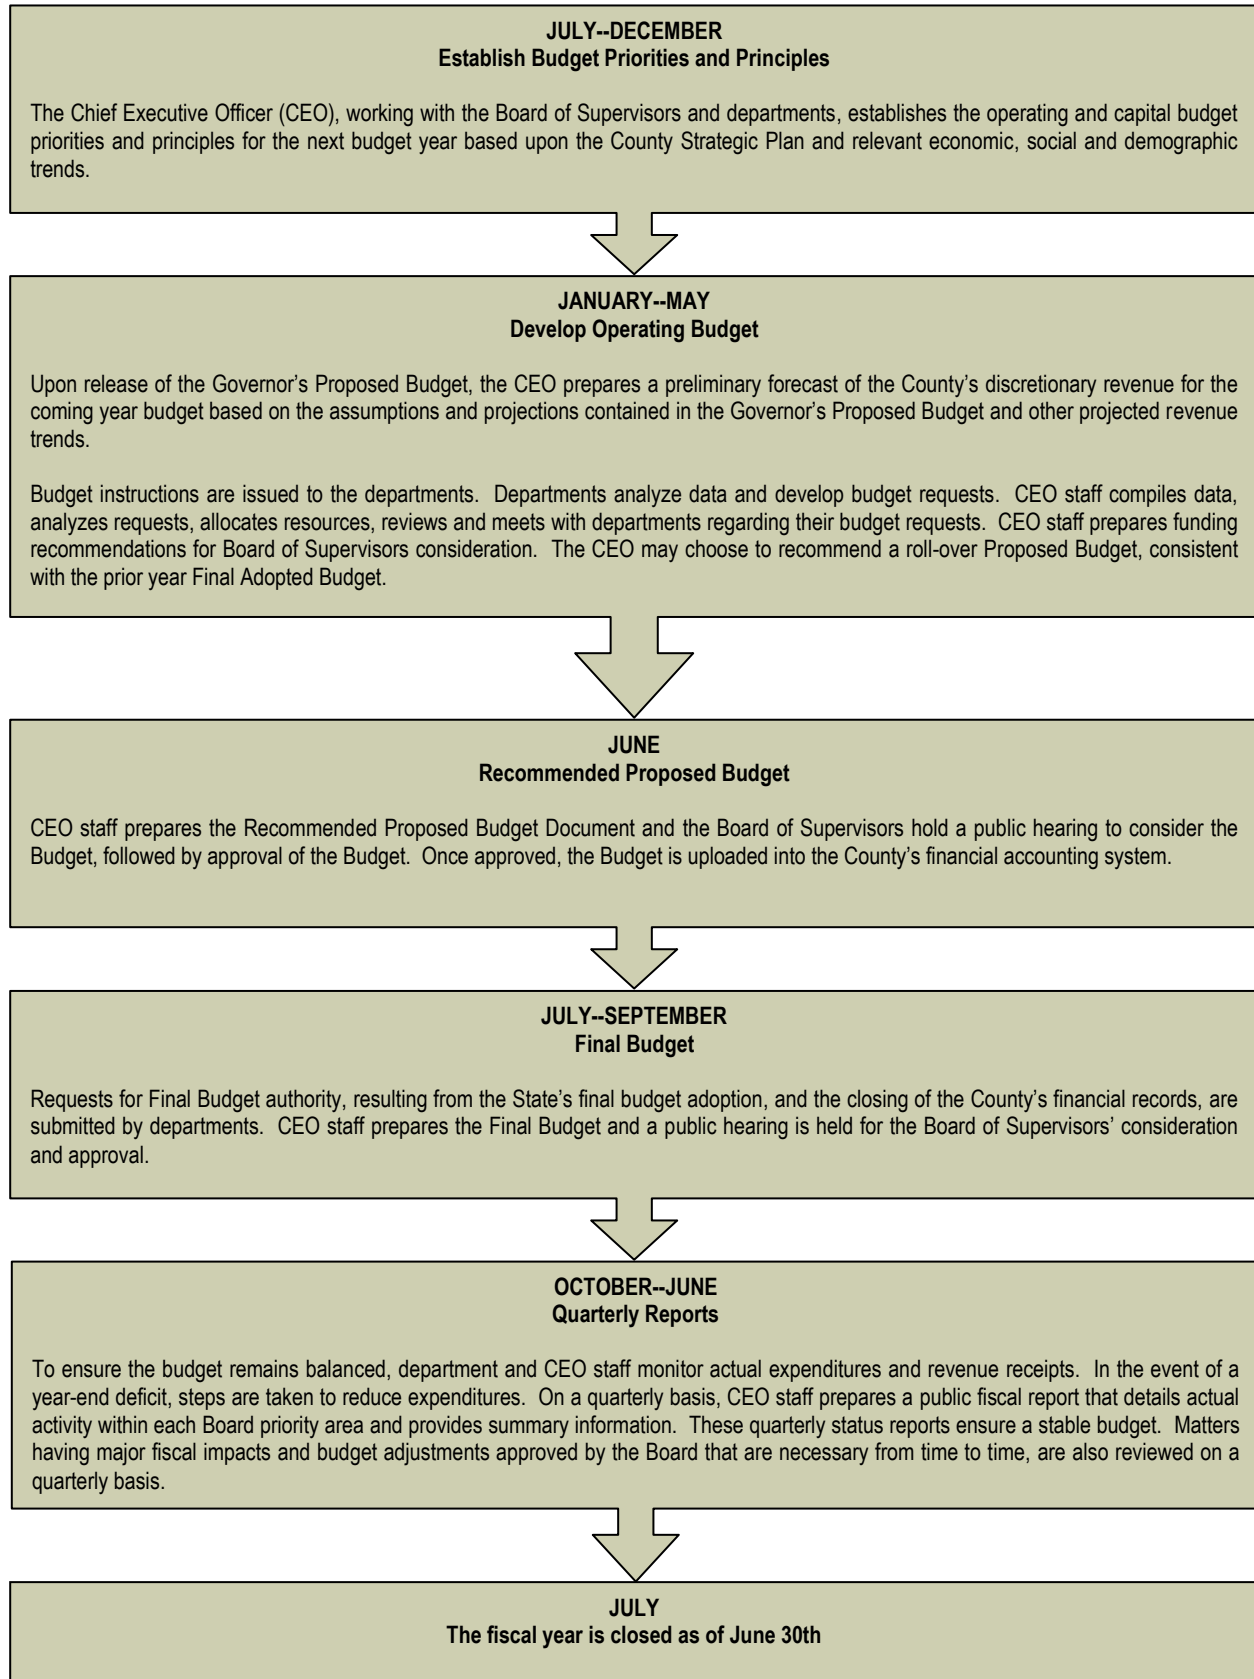 JULY--DECEMBER
Establish Budget Priorities and Principles
The Chief Executive Officer (CEO), working with the Board of Supervisors and departments, establishes the operating and capital budget
priorities and principles for the next budget year based upon the County Strategic Plan and relevant economic, social and demographic
trends.
JANUARY--MAY
Develop Operating Budget
Upon release of the Governor's Proposed Budget, the CEO prepares a preliminary forecast of the County's discretionary revenue for the
coming year budget based on the assumptions and projections contained in the Governor's Proposed Budget and other projected revenue
trends.
Budget instructions are issued to the departments. Departments analyze data and develop budget requests. CEO staff compiles data,
analyzes requests, allocates resources, reviews and meets with departments regarding their budget requests. CEO staff prepares funding
recommendations for Board of Supervisors consideration. The CEO may choose to recommend a roll-over Proposed Budget, consistent
with the prior year Final Adopted Budget.
JUNE
Recommended Proposed Budget
CEO staff prepares the Recommended Proposed Budget Document and the Board of Supervisors hold a public hearing to consider the
Budget, followed by approval of the Budget. Once approved, the Budget is uploaded into the County's financial accounting system.
JULY--SEPTEMBER
Final Budget
Requests for Final Budget authority, resulting from the State's final budget adoption, and the closing of the County's financial records, are
submitted by departments. CEO staff prepares the Final Budget and a public hearing is held for the Board of Supervisors' consideration
and approval.
OCTOBER--JUNE
Quarterly Reports
To ensure the budget remains balanced, department and CEO staff monitor actual expenditures and revenue receipts. In the event of a
year-end deficit, steps are taken to reduce expenditures. On a quarterly basis, CEO staff prepares a public fiscal report that details actual
activity within each Board priority area and provides summary information. These quarterly status reports ensure a stable budget. Matters
having major fiscal impacts and budget adjustments approved by the Board that are necessary from time to time, are also reviewed on a
quarterly basis.
JULY
The fiscal year is closed as of June 30th